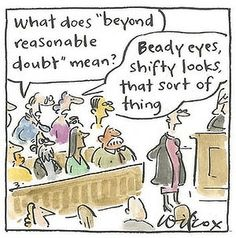 What does "beyond
reasonable
doubt" mean?
Beady eyes,
shifty looks,
that sort of
thing
Wilcox